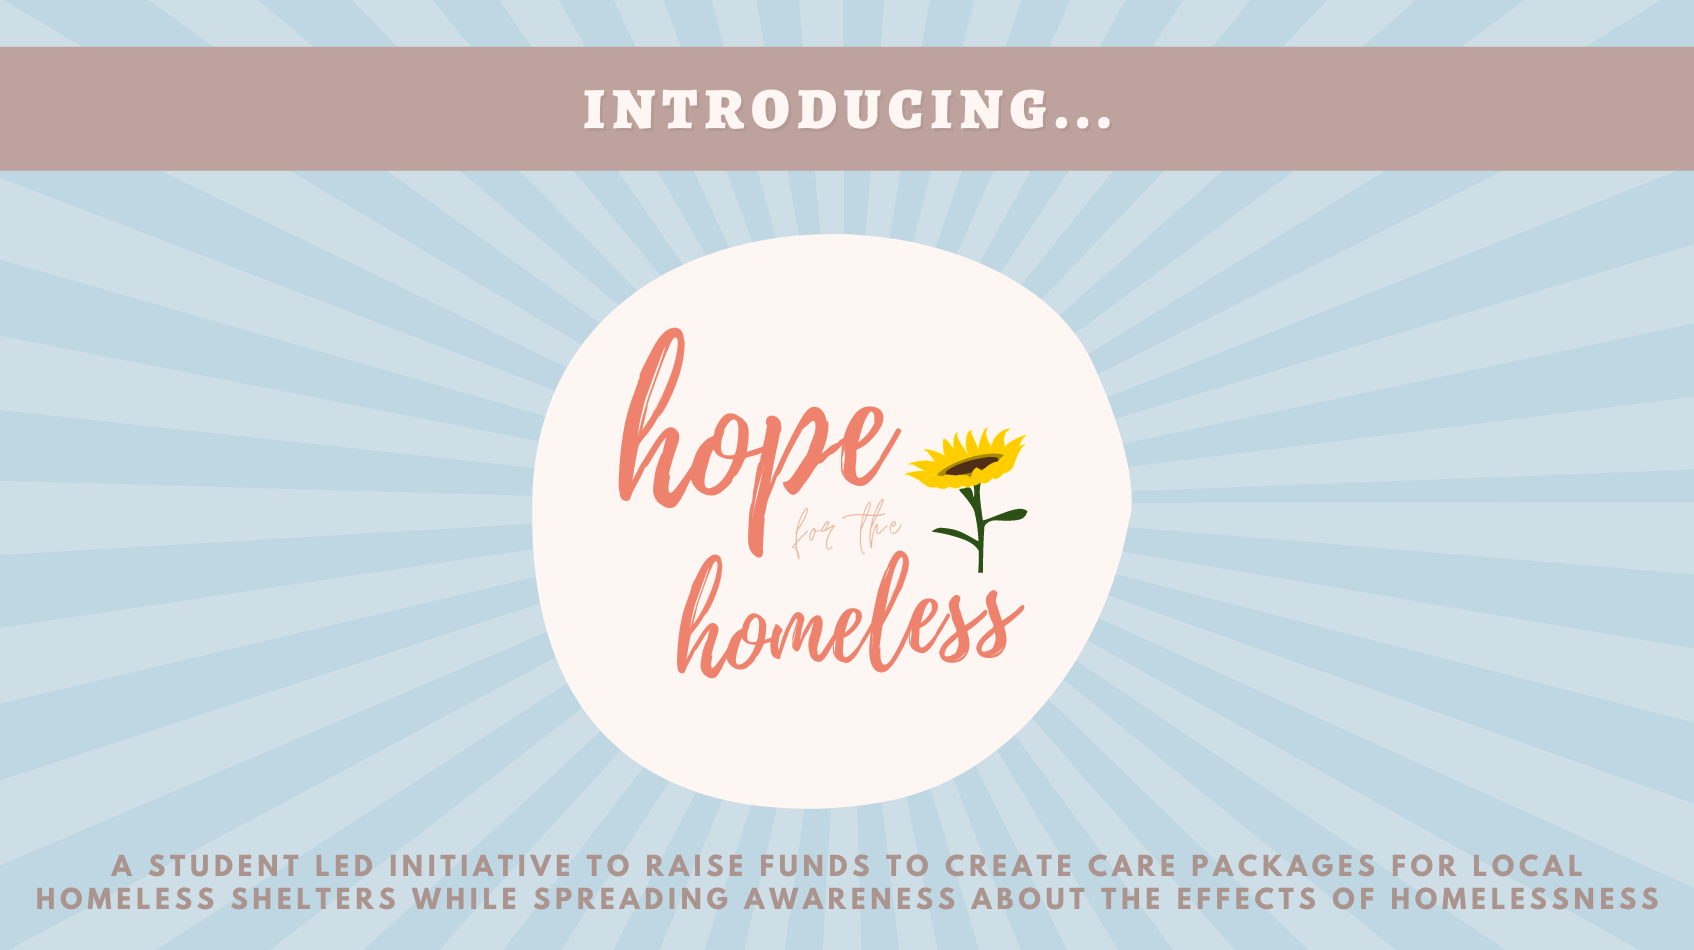 INTRODUCING...
hope
for the
homeless
A STUDENT LED INITIATIVE TO RAISE FUNDS TO CREATE CARE PACKAGES FOR LOCAL
HOMELESS SHELTERS WHILE SPREADING AWARENESS ABOUT THE EFFECTS OF HOMELESSNESS